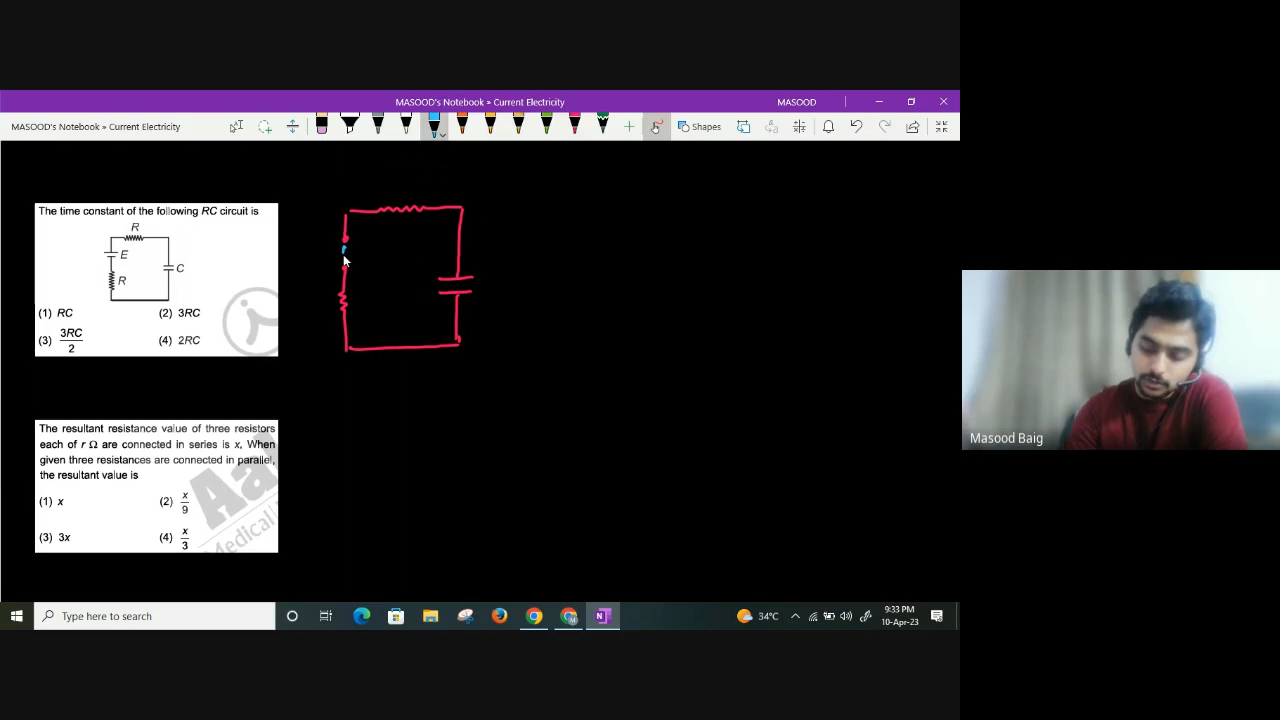 MASOOD's Notebook » Current Electricity
MASOOD
MASOOD's Notebook » Current Electricity
Shapes
The time constant of the following RC circuit is
R
E
C
R
(1) RC (2) 3RC
(3) 3RC/2 (4) 2RC
The resultant resistance value of three resistors
each of r Ω are connected in series is x. When
given three resistances are connected in parallel,
the resultant value is
(1) x (2) x/9
(3) 3x (4) x/3
Medical
Masood Baig
Type here to search
34°C
9:33 PM
10-Apr-23